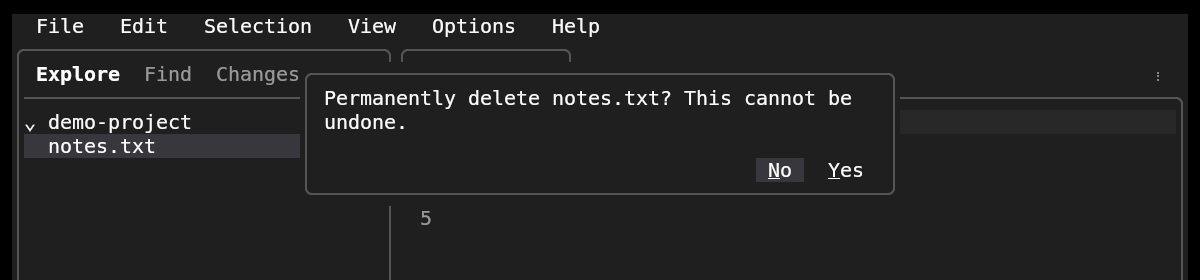 File Edit Selection View Options Help
Explore Find Changes
Permanently delete notes.txt? This cannot be
undone.
demo-project
notes.txt
No Yes
5